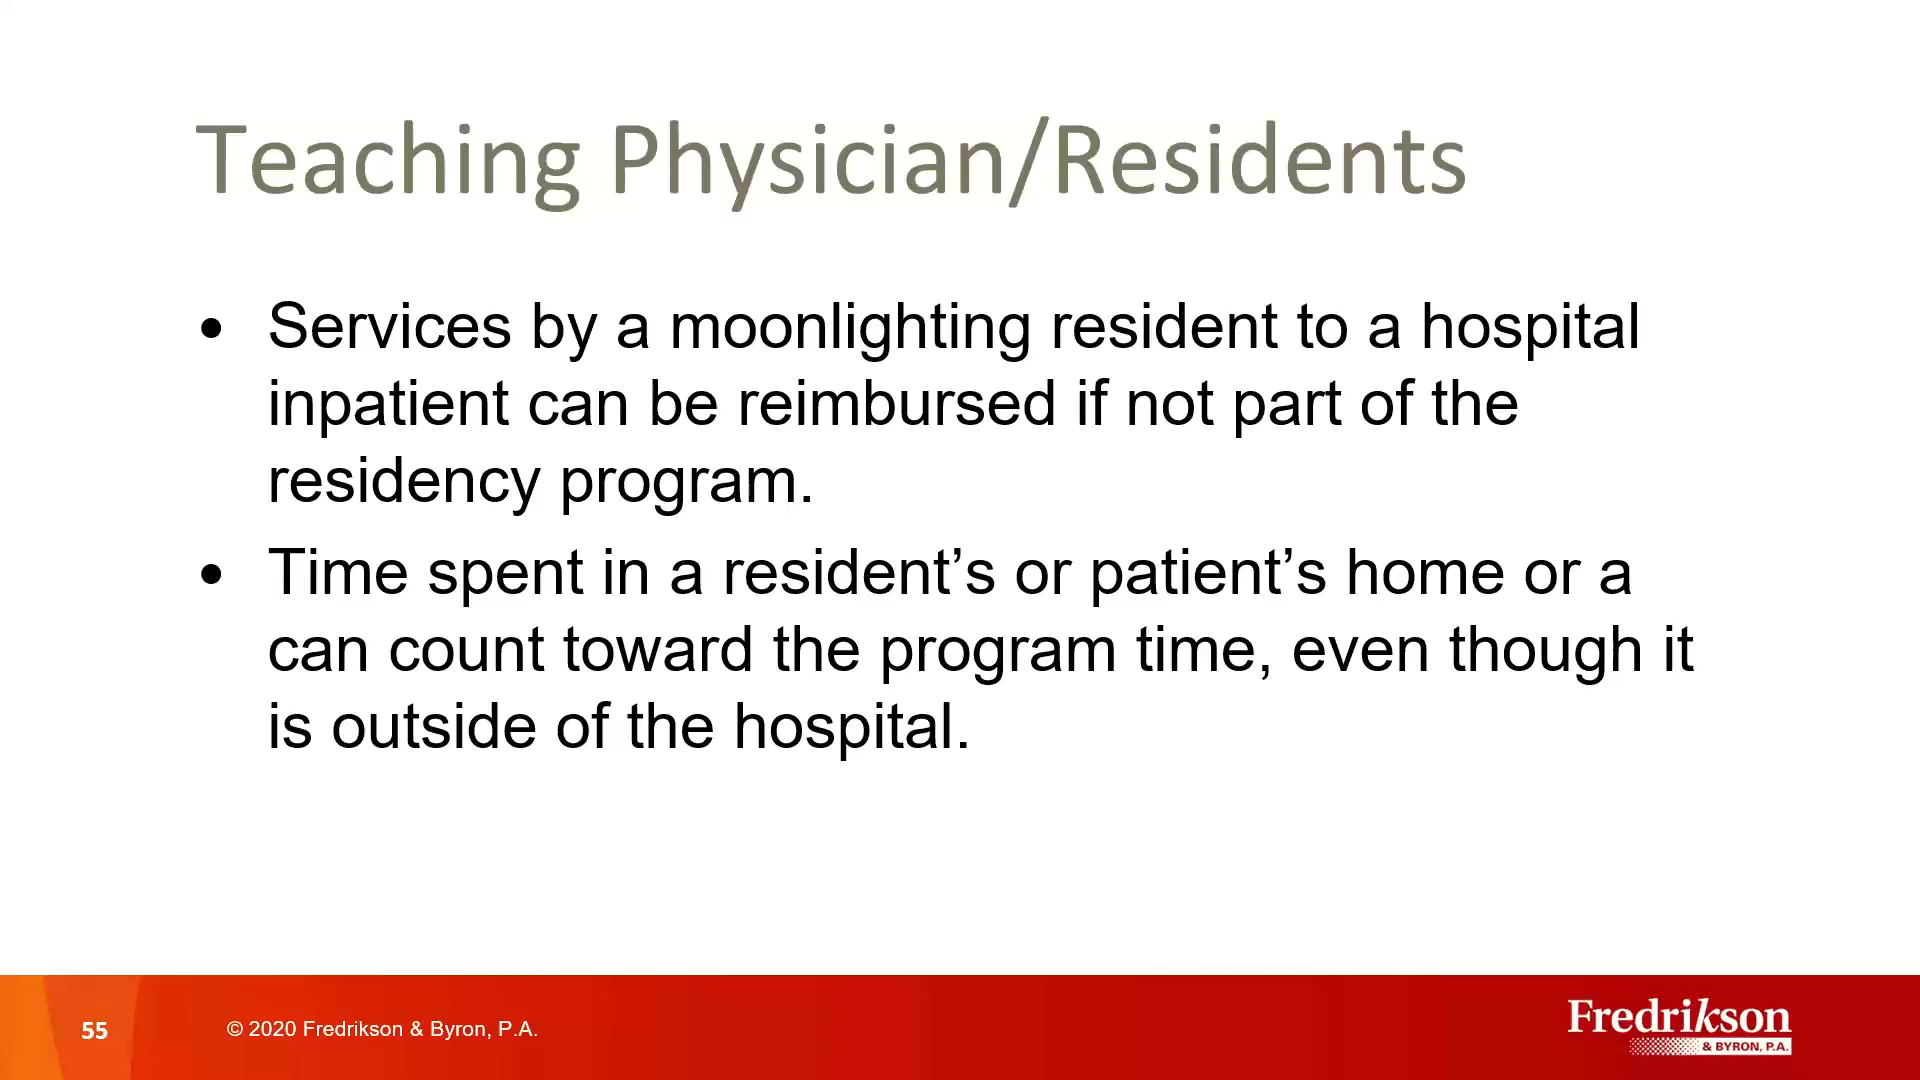 Teaching Physician/Residents
• Services by a moonlighting resident to a hospital
inpatient can be reimbursed if not part of the
residency program.
• Time spent in a resident’s or patient’s home or a
can count toward the program time, even though it
is outside of the hospital.
55
© 2020 Fredrikson & Byron, P.A.
Fredrikson
& BYRON, P.A.